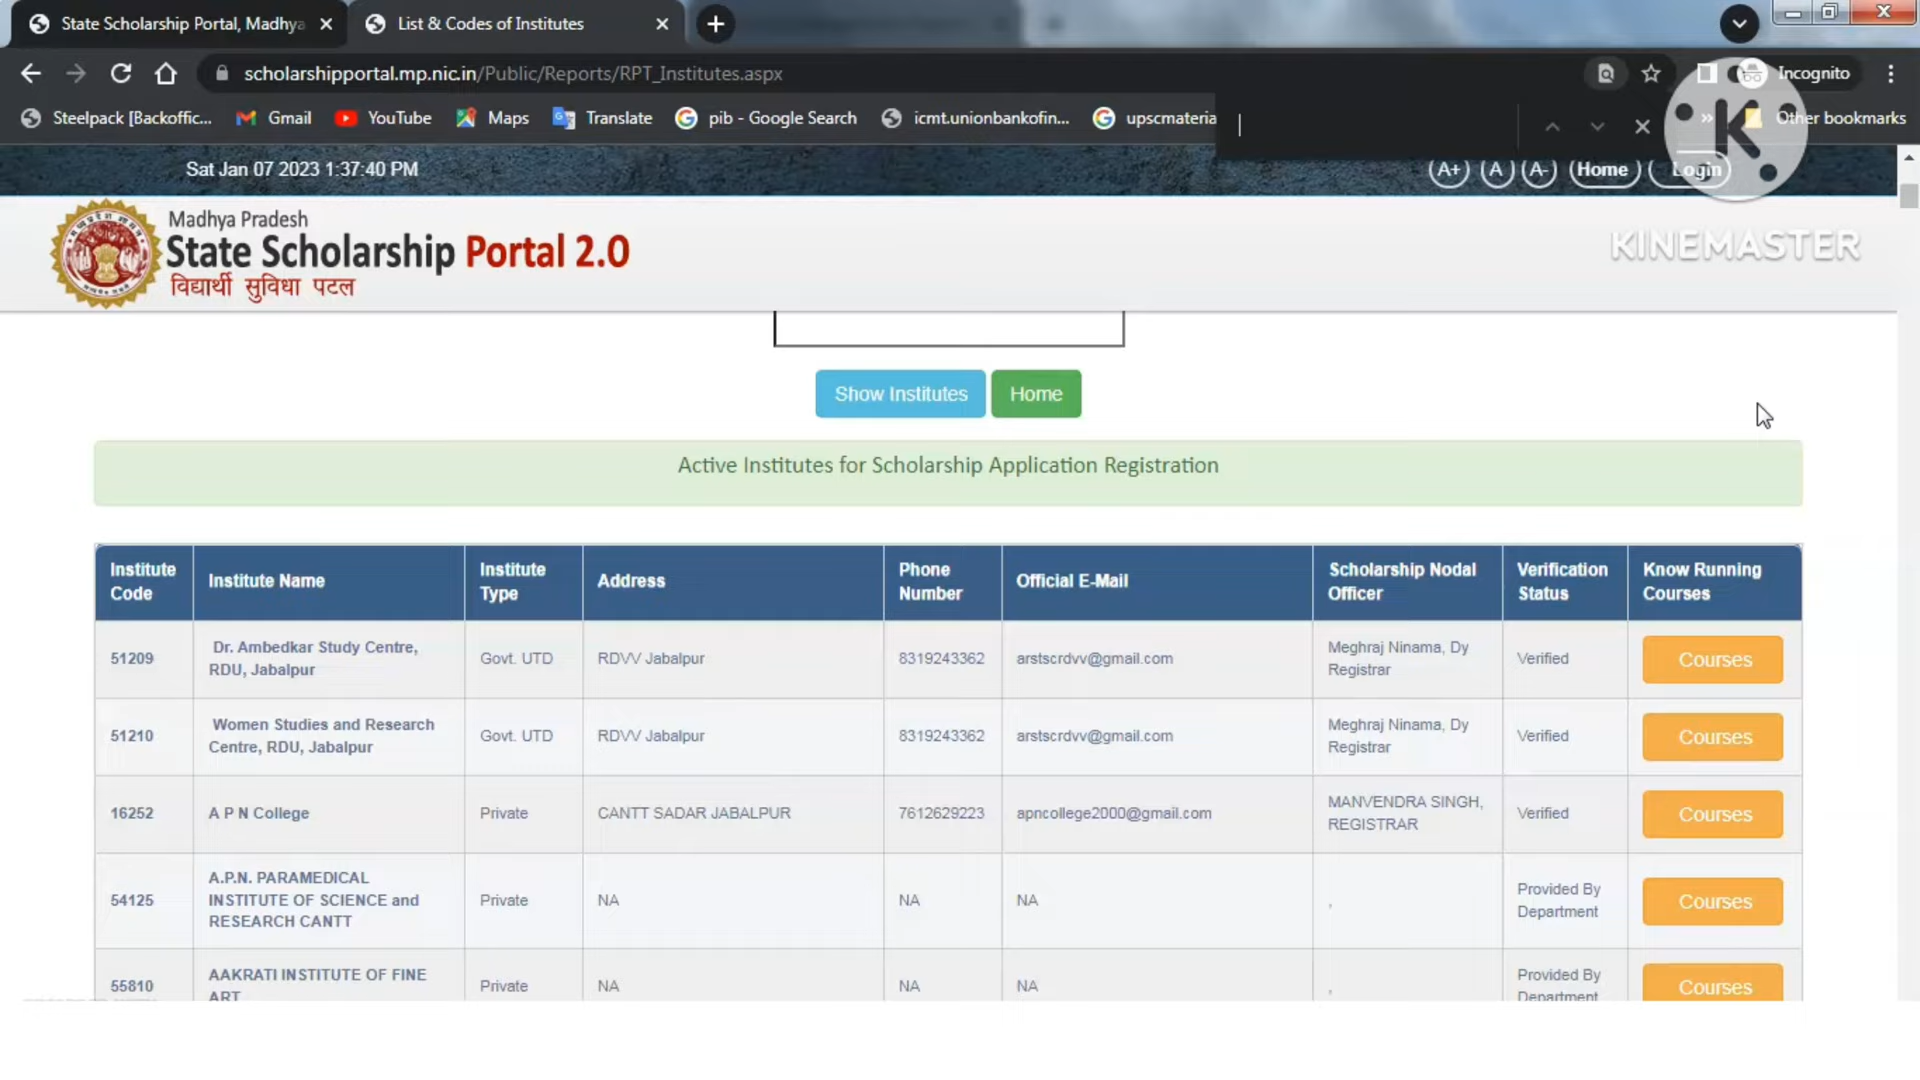 State Scholarship Portal, Madhya
List & Codes of Institutes
scholarshipportal.mp.nic.in/Public/Reports/RPT_Institutes.aspx
Incognito
Steelpack [Backoffic...
Gmail
YouTube
Maps
Translate
pib - Google Search
icmt.unionbankofin...
upscmateria
Other bookmarks
Sat Jan 07 2023 1:37:40 PM
(A+) (A) (A-) (Home) (Login)
K
Madhya Pradesh
State Scholarship Portal 2.0
विद्यार्थी सुविधा पटल
KINEMASTER
Show Institutes
Home
Active Institutes for Scholarship Application Registration
Institute Code
Institute Name
Institute Type
Address
Phone Number
Official E-Mail
Scholarship Nodal Officer
Verification Status
Know Running Courses
51209
Dr. Ambedkar Study Centre,
RDU, Jabalpur
Govt. UTD
RDVV Jabalpur
8319243362
arstscrdvv@gmail.com
Meghraj Ninama, Dy
Registrar
Verified
Courses
51210
Women Studies and Research
Centre, RDU, Jabalpur
Govt. UTD
RDVV Jabalpur
8319243362
arstscrdvv@gmail.com
Meghraj Ninama, Dy
Registrar
Verified
Courses
16252
A P N College
Private
CANTT SADAR JABALPUR
7612629223
apncollege2000@gmail.com
MANVENDRA SINGH,
REGISTRAR
Verified
Courses
54125
A.P.N. PARAMEDICAL
INSTITUTE OF SCIENCE and
RESEARCH CANTT
Private
NA
NA
NA
,
Provided By
Department
Courses
55810
AAKRATI INSTITUTE OF FINE
ART
Private
NA
NA
NA
,
Provided By
Department
Courses